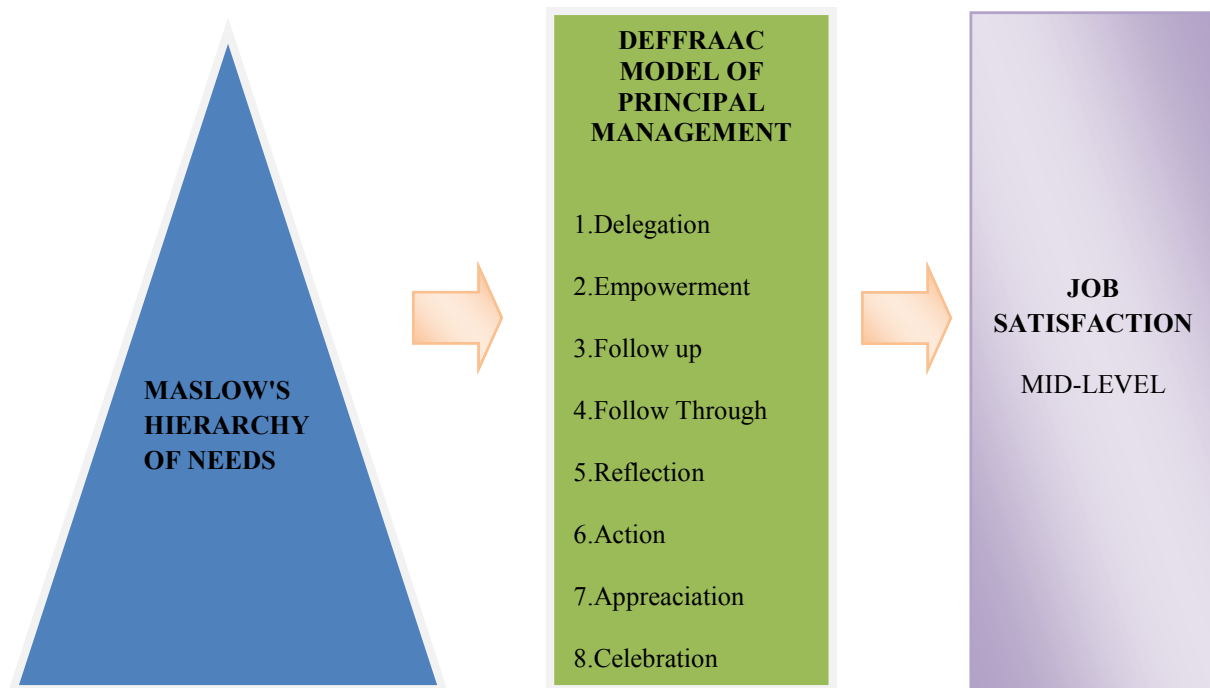 MASLOW'S
HIERARCHY
OF NEEDS
DEFFRAAC
MODEL OF
PRINCIPAL
MANAGEMENT
1.Delegation
2.Empowerment
3.Follow up
4.Follow Through
5.Reflection
6.Action
7.Appreaciation
8.Celebration
JOB
SATISFACTION
MID-LEVEL